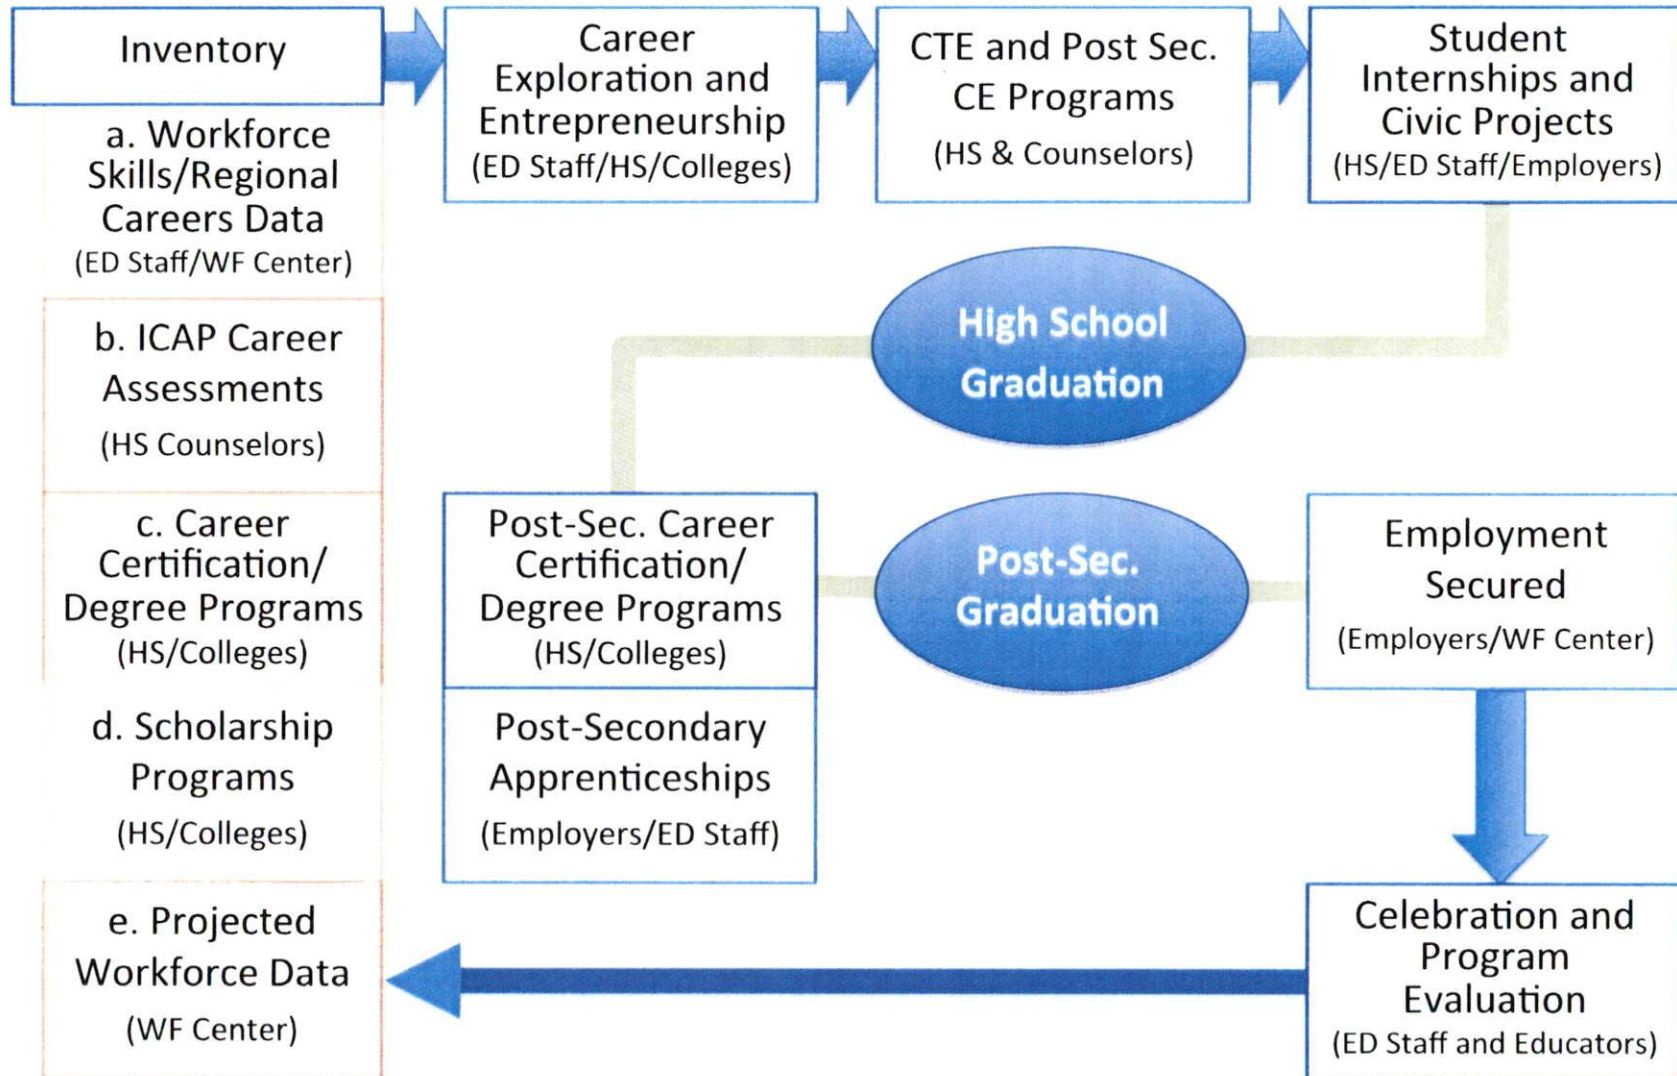 Inventory
a. Workforce
Skills/Regional
Careers Data
(ED Staff/WF Center)
b. ICAP Career
Assessments
(HS Counselors)
c. Career
Certification/
Degree Programs
(HS/Colleges)
d. Scholarship
Programs
(HS/Colleges)
e. Projected
Workforce Data
(WF Center)
Career
Exploration and
Entrepreneurship
(ED Staff/HS/Colleges)
CTE and Post Sec.
CE Programs
(HS & Counselors)
Student
Internships and
Civic Projects
(HS/ED Staff/Employers)
High School
Graduation
Post-Sec. Career
Certification/
Degree Programs
(HS/Colleges)
Post-Secondary
Apprenticeships
(Employers/ED Staff)
Post-Sec.
Graduation
Employment
Secured
(Employers/WF Center)
Celebration and
Program
Evaluation
(ED Staff and Educators)